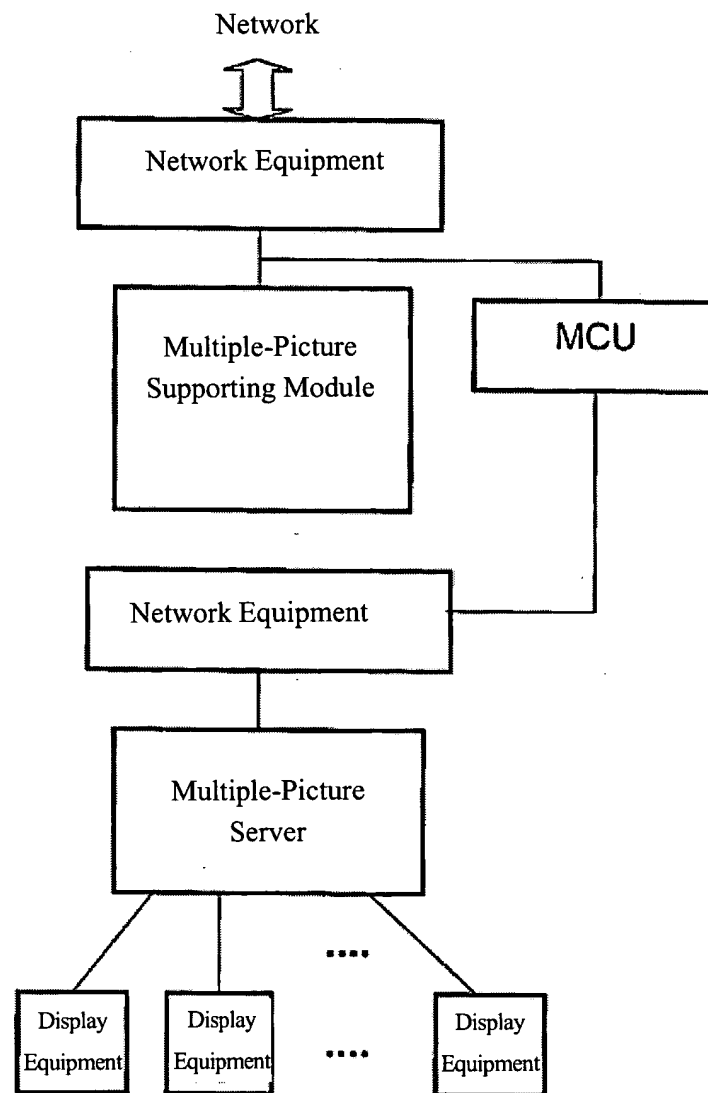 Network
Network Equipment
Multiple-Picture
Supporting Module
MCU
Network Equipment
Multiple-Picture
Server
....
Display
Equipment
Display
Equipment
....
Display
Equipment